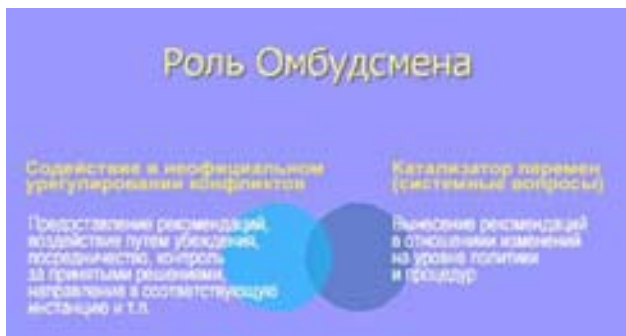 Роль Омбудсмена
Содействие в неофициальном
урегулировании конфликтов
Предоставление рекомендаций,
воздействие путем убеждения,
посредничество, контроль
за принятыми решениями,
направление в соответствующую
инстанцию и т.п.
Катализатор перемен
(системные вопросы)
Вынесение рекомендаций
в отношении изменений
на уровне политики
и процедур